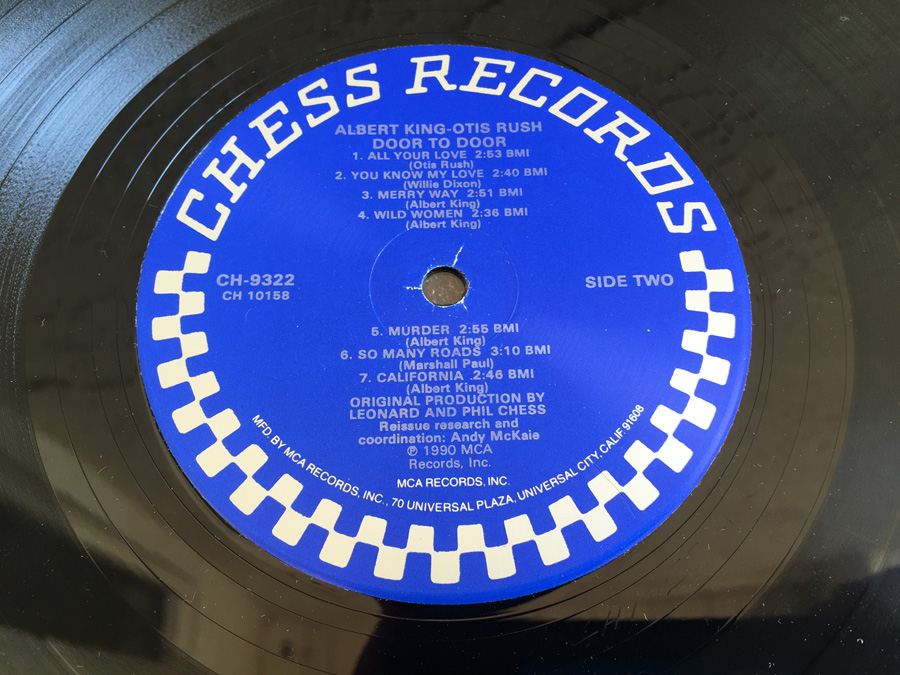 CHESS RECORDS
ALBERT KING-OTIS RUSH
DOOR TO DOOR
1. ALL YOUR LOVE 2:53 BMI
(Otis Rush)
2. YOU KNOW MY LOVE 2:40 BMI
(Willie Dixon)
3. MERRY WAY 2:51 BMI
(Albert King)
4. WILD WOMEN 2:36 BMI
(Albert King)
CH-9322
CH 10158
SIDE TWO
5. MURDER 2:55 BMI
(Albert King)
6. SO MANY ROADS 3:10 BMI
(Marshall Paul)
7. CALIFORNIA 2:46 BMI
(Albert King)
ORIGINAL PRODUCTION BY
LEONARD AND PHIL CHESS
Reissue research and
coordination: Andy McKaie
℗ 1990 MCA
Records, Inc.
MCA RECORDS, INC.
MFD BY MCA RECORDS, INC., 70 UNIVERSAL PLAZA, UNIVERSAL CITY, CALIF 91608